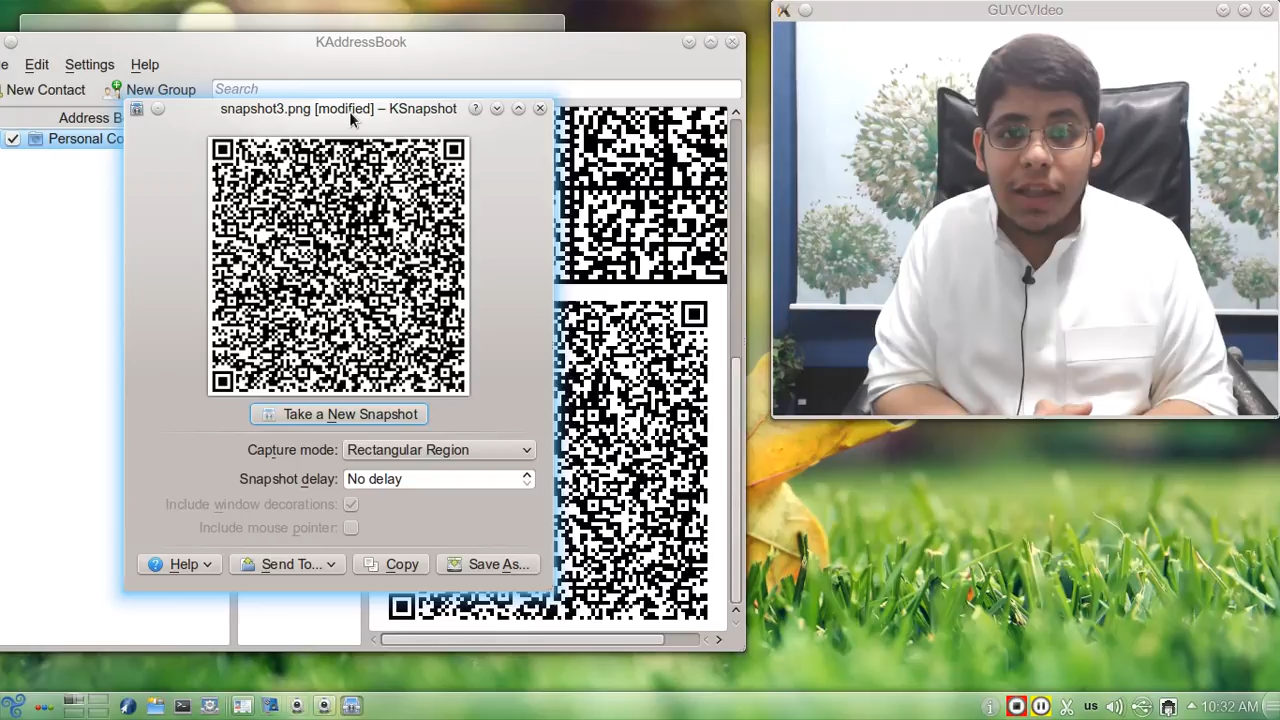 GUVCVIdeo
KAddressBook
Edit Settings Help
New Contact New Group Search
snapshot3.png [modified] – KSnapshot ?
Address B
Personal Co
Take a New Snapshot
Capture mode: Rectangular Region
Snapshot delay: No delay
Include window decorations:
Include mouse pointer:
Help Send To... Copy Save As...
us 10:32 AM